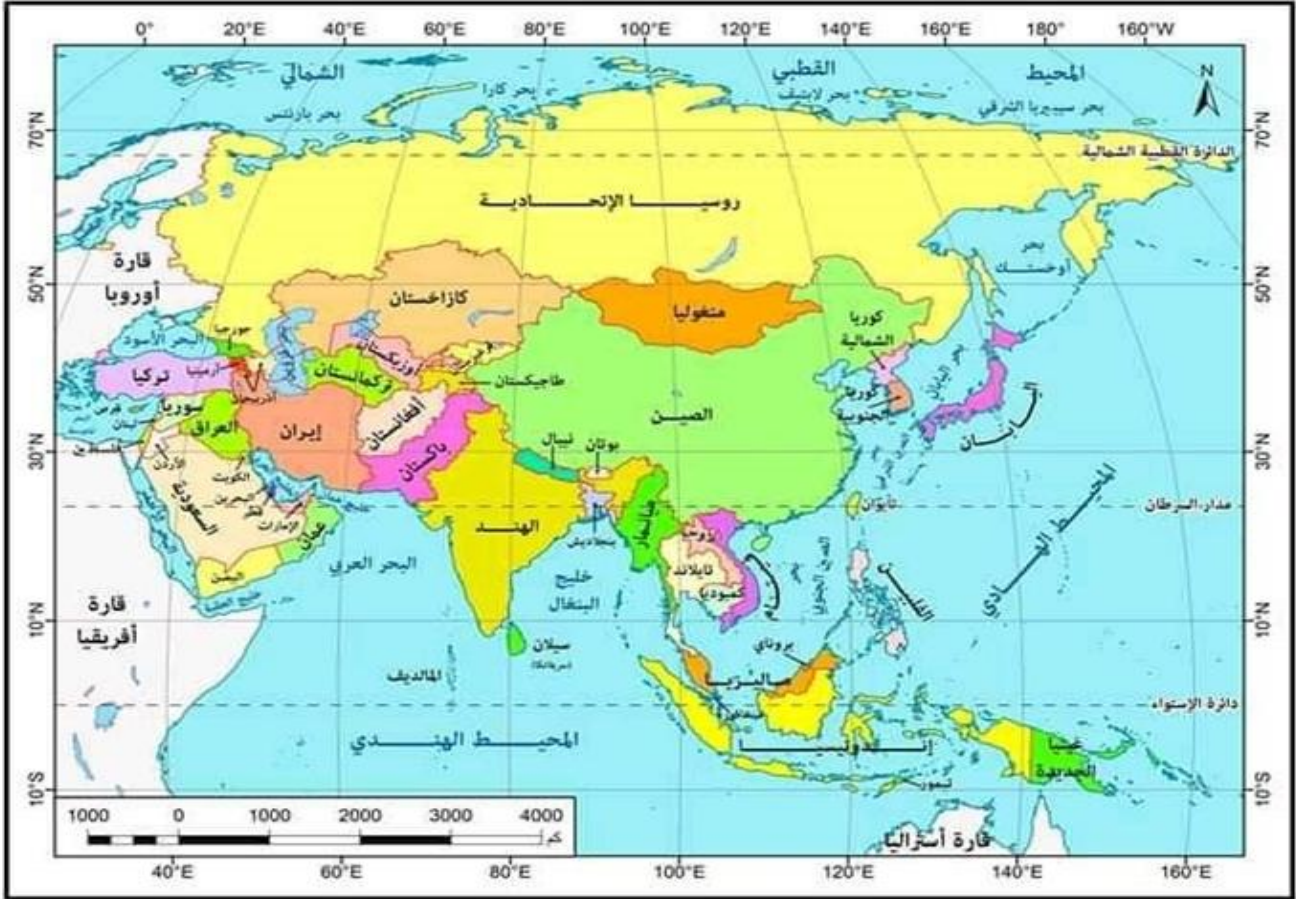 0° 20°E 40°E 60°E 80°E 100°E 120°E 140°E 160°E 180° 160°W
المحيط القطبي الشمالي
N
بحر بارنتس
بحر كارا
بحر لابتيف
بحر سيبيريا الشرقي
70°N
70°N
الدائرة القطبية الشمالية
روسيا الإتحادية
بحر أوخستك
قارة أوروبا
50°N
50°N
كازاخستان
منغوليا
كوريا الشمالية
البحر الأسود
جورجيا
أوزبكستان
طاجيكستان
تركيا
أرمينيا
أذربيجان
تركمانستان
كوريا الجنوبية
بحر اليابان
اليابان
الصين
قبرص
لبنان
سوريا
العراق
إيران
أفغانستان
باكستان
فلسطين
الأردن
الكويت
البحرين
قطر
الإمارات
السعودية
عمان
اليمن
30°N
30°N
نيبال
بوتان
الهند
بنجلاديش
تايوان
مدار السرطان
المحيط الهادي
البحر العربي
خليج البنغال
تايلاند
كمبوديا
بحر الصين الجنوبي
الفلبين
قارة أفريقيا
10°N
10°N
سيلان
المالديف
بروناي
ماليزيا
دائرة الإستواء
المحيط الهندي
إندونيسيا
غينيا الجديدة
تيمور
10°S
10°S
قارة أستراليا
1000 0 1000 2000 3000 4000
كم
40°E 60°E 80°E 100°E 120°E 140°E 160°E